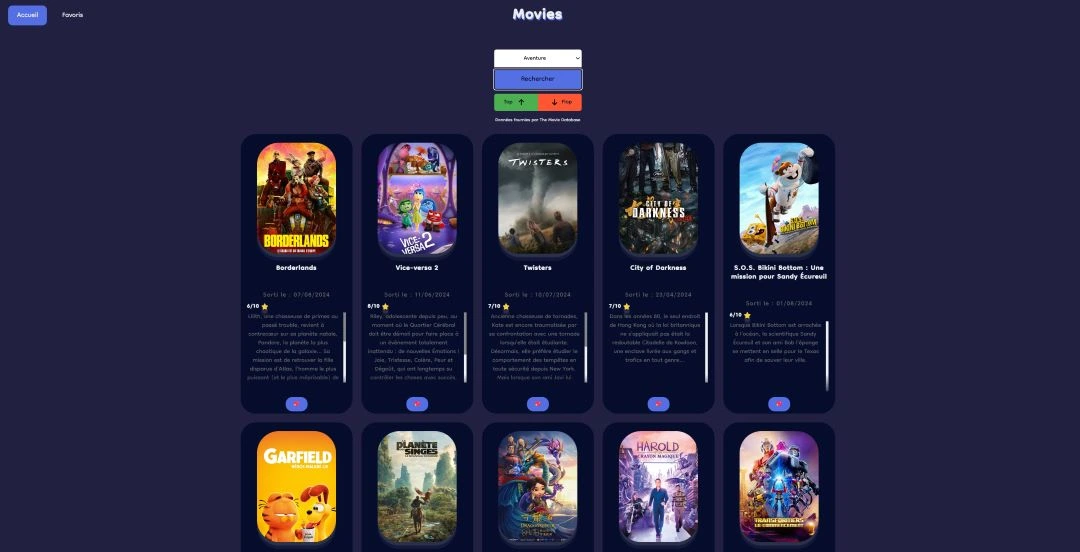 Accueil
Favoris
Movies
Aventure
Rechercher
Top
Flop
Données fournies par The Movie Database
BORDERLANDS
VICE-VERSA 2
TWISTERS
CITY OF DARKNESS
Borderlands
Vice-versa 2
Twisters
City of Darkness
S.O.S. Bikini Bottom : Une
mission pour Sandy Écureuil
Sorti le : 07/08/2024
Sorti le : 11/06/2024
Sorti le : 10/07/2024
Sorti le : 23/04/2024
Sorti le : 01/08/2024
6/10
8/10
7/10
7/10
6/10
Lilith, une chasseuse de primes au
passé trouble, revient à
contrecœur sur sa planète natale,
Pandore, la planète la plus
chaotique de la galaxie... Sa
mission est de retrouver la fille
disparue d'Atlas, l'homme le plus
puissant (et le plus méprisable) de
Riley, adolescente depuis peu, au
moment où le Quartier Cérébral
doit être démoli pour faire place à
un événement totalement
inattendu : de nouvelles Émotions !
Joie, Tristesse, Colère, Peur et
Dégoût, qui ont longtemps su
contrôler les choses avec succès,
Ancienne chasseuse de tornades,
Kate est encore traumatisée par
sa confrontation avec une tornade
lorsqu'elle était étudiante.
Désormais, elle préfère étudier le
comportement des tempêtes en
toute sécurité depuis New York.
Mais lorsque son ami Javi lui
Dans les années 80, le seul endroit
de Hong Kong où la loi britannique
ne s'appliquait pas était la
redoutable Citadelle de Kowloon,
une enclave livrée aux gangs et
trafics en tout genre...
Lorsque Bikini Bottom est arrachée
à l'océan, la scientifique Sandy
Écureuil et son ami Bob l'éponge
se mettent en selle pour le Texas
afin de sauver leur ville.
GARFIELD
PLANÈTE
SINGES
HAROLD
CRAYON MAGIQUE
TRANSFORMERS
LE COMMENCEMENT